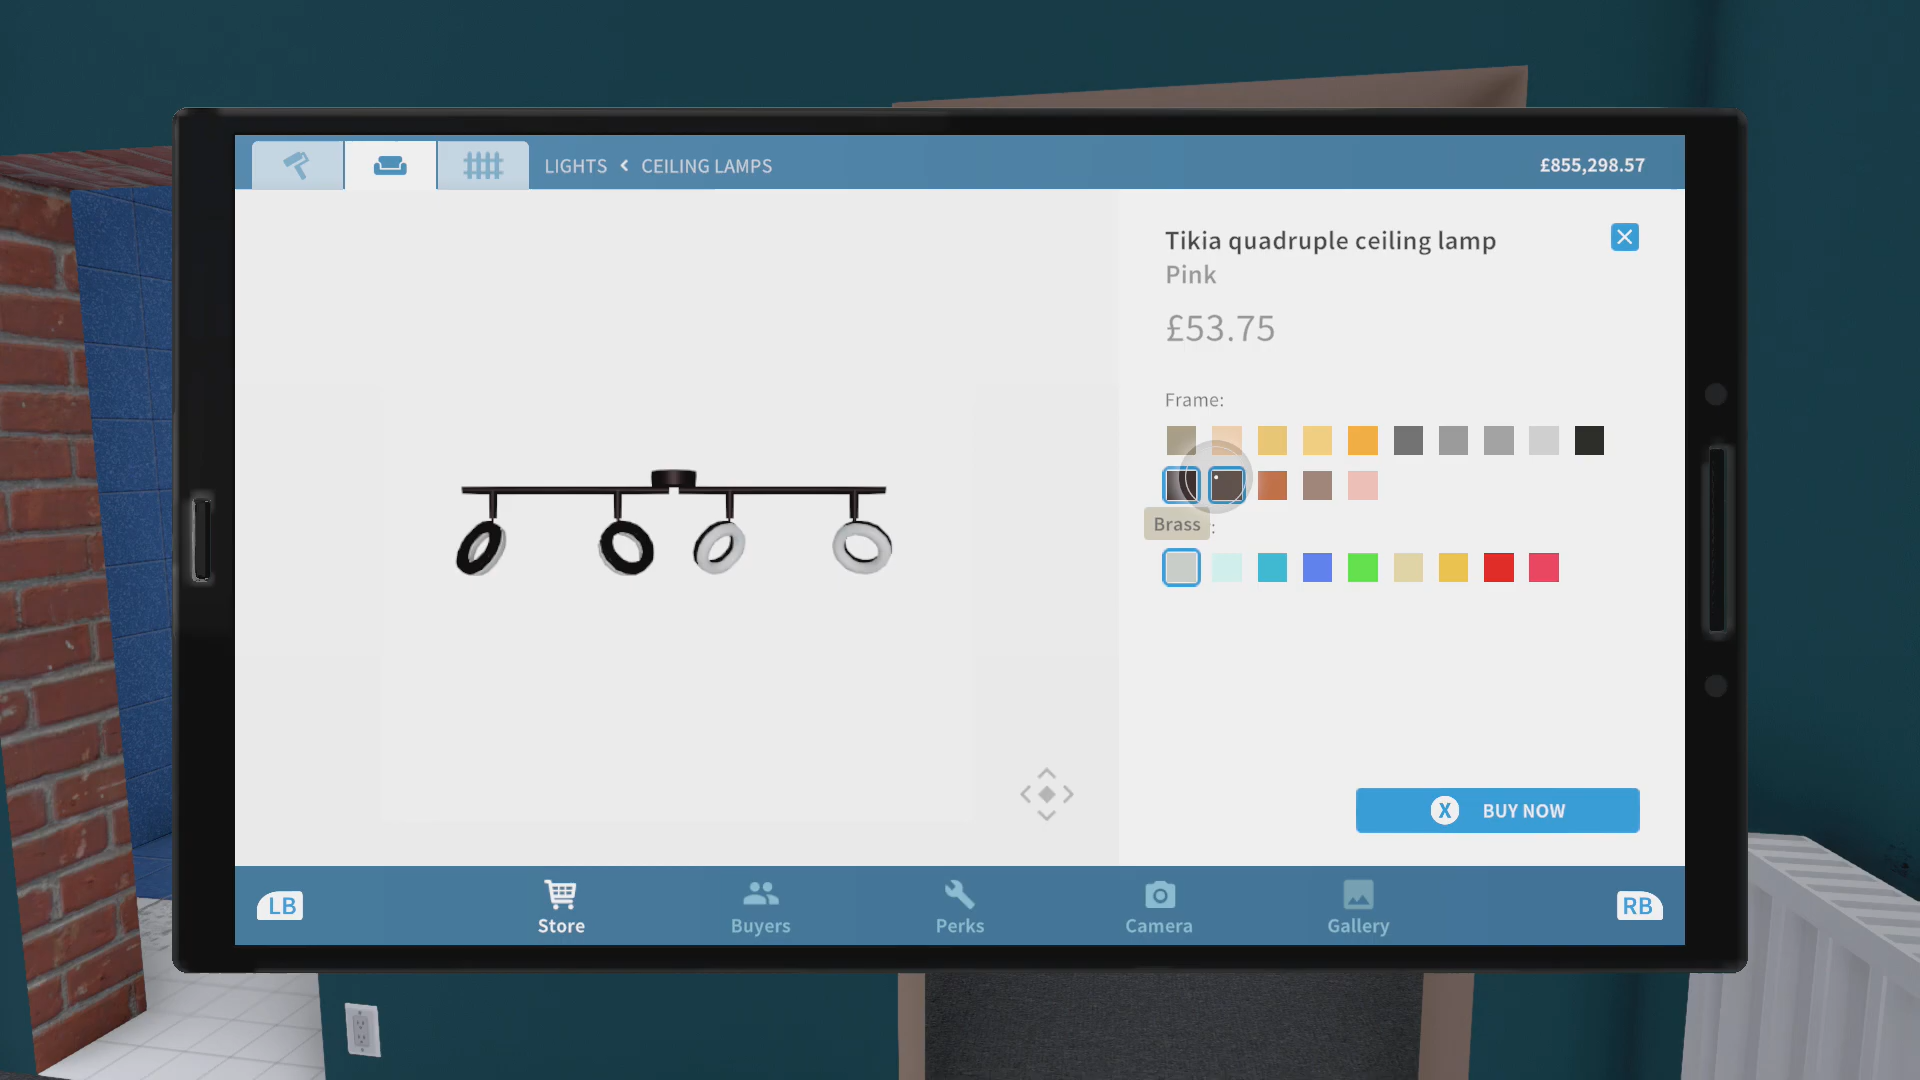 LIGHTS < CEILING LAMPS
£855,298.57
Tikia quadruple ceiling lamp
Pink
£53.75
Frame:
Brass :
X BUY NOW
LB
Store
Buyers
Perks
Camera
Gallery
RB